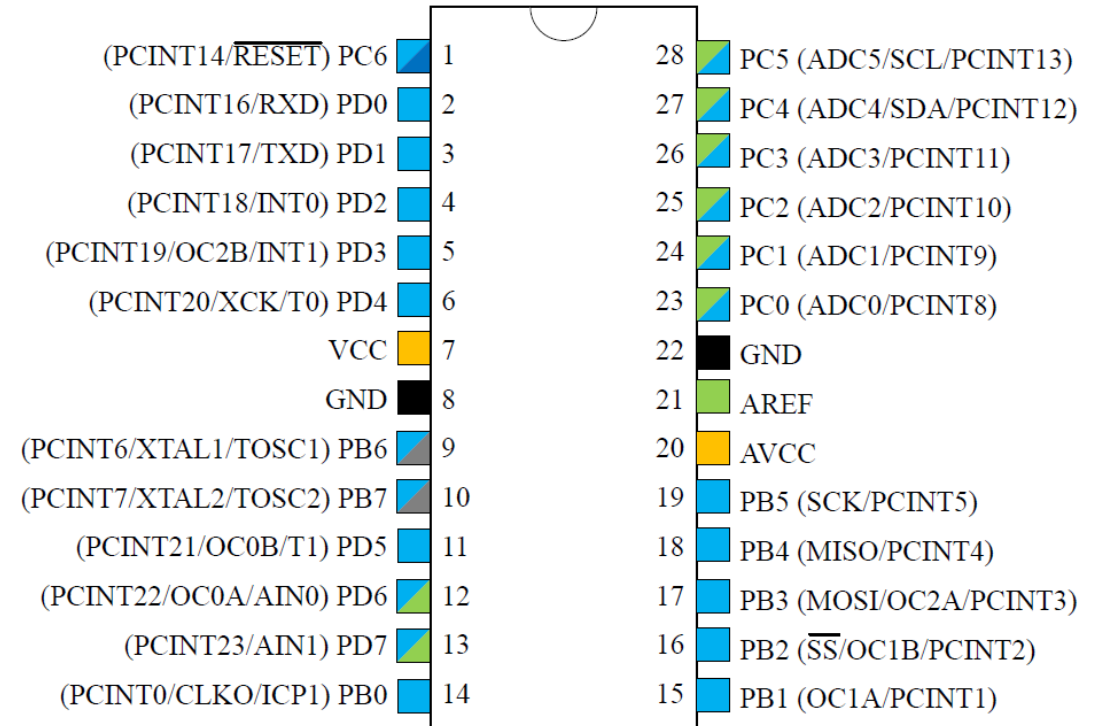 (PCINT14/RESET) PC6 1
(PCINT16/RXD) PD0 2
(PCINT17/TXD) PD1 3
(PCINT18/INT0) PD2 4
(PCINT19/OC2B/INT1) PD3 5
(PCINT20/XCK/T0) PD4 6
VCC 7
GND 8
(PCINT6/XTAL1/TOSC1) PB6 9
(PCINT7/XTAL2/TOSC2) PB7 10
(PCINT21/OC0B/T1) PD5 11
(PCINT22/OC0A/AIN0) PD6 12
(PCINT23/AIN1) PD7 13
(PCINT0/CLKO/ICP1) PB0 14
28 PC5 (ADC5/SCL/PCINT13)
27 PC4 (ADC4/SDA/PCINT12)
26 PC3 (ADC3/PCINT11)
25 PC2 (ADC2/PCINT10)
24 PC1 (ADC1/PCINT9)
23 PC0 (ADC0/PCINT8)
22 GND
21 AREF
20 AVCC
19 PB5 (SCK/PCINT5)
18 PB4 (MISO/PCINT4)
17 PB3 (MOSI/OC2A/PCINT3)
16 PB2 (SS/OC1B/PCINT2)
15 PB1 (OC1A/PCINT1)